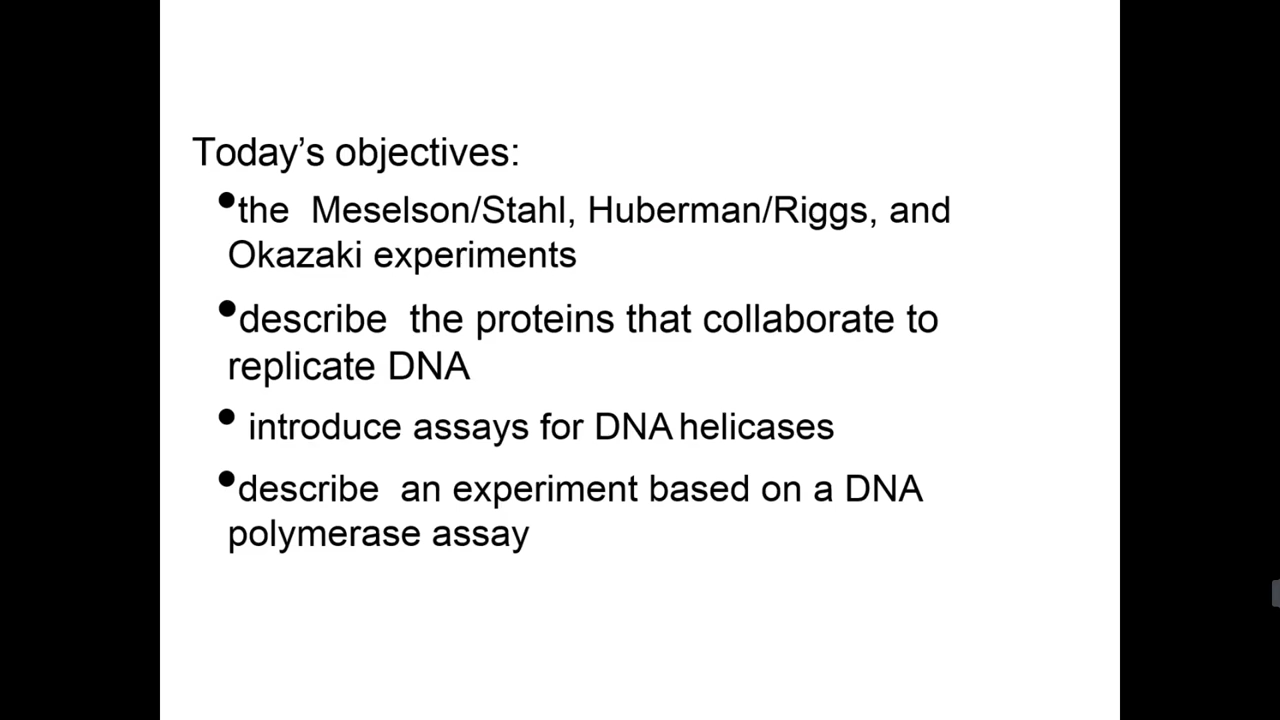 Today’s objectives:
•the  Meselson/Stahl, Huberman/Riggs, and
Okazaki experiments
•describe  the proteins that collaborate to
replicate DNA
• introduce assays for DNA helicases
•describe  an experiment based on a DNA
polymerase assay